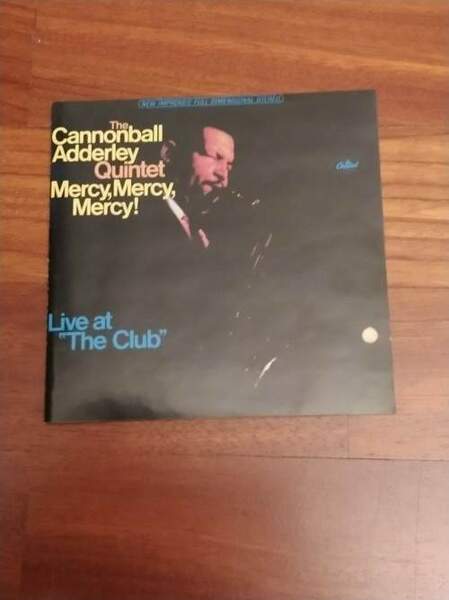 NEW IMPROVED FULL DIMENSIONAL STEREO
The
Cannonball
Adderley
Quintet
Mercy, Mercy,
Mercy!
Capitol
Live at
"The Club"